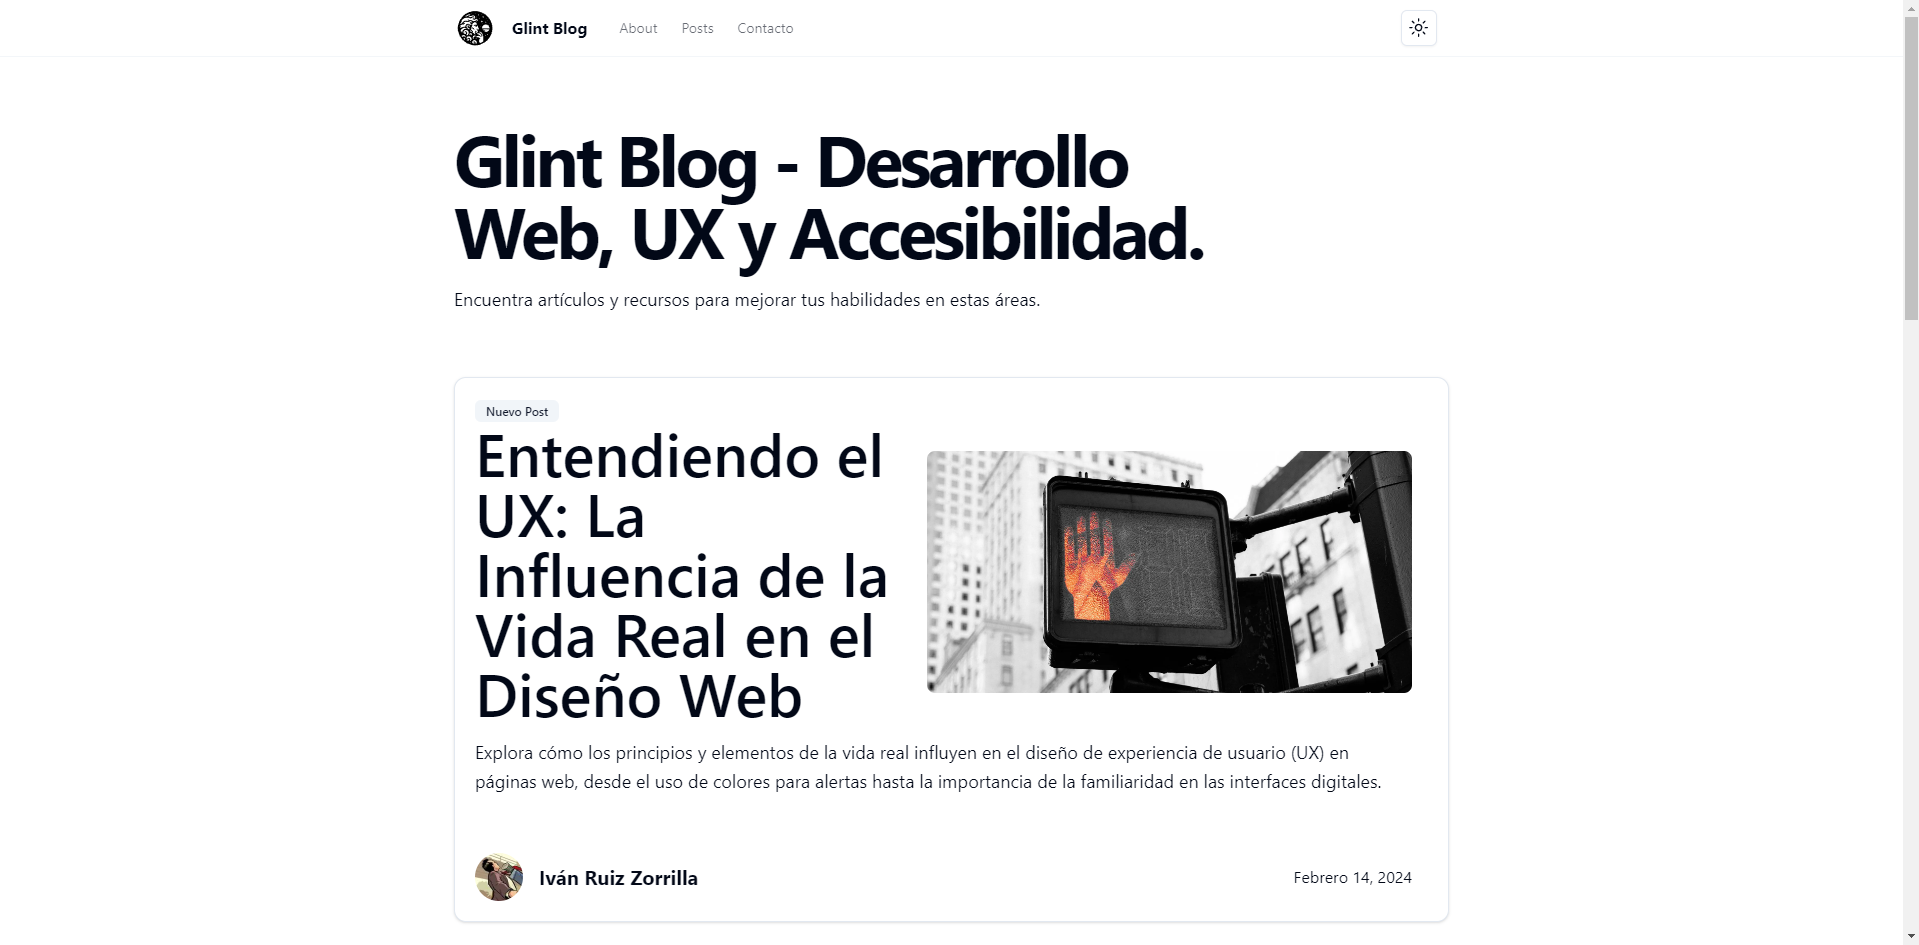 Glint Blog
About
Posts
Contacto
Glint Blog - Desarrollo
Web, UX y Accesibilidad.
Encuentra artículos y recursos para mejorar tus habilidades en estas áreas.
Nuevo Post
Entendiendo el
UX: La
Influencia de la
Vida Real en el
Diseño Web
Explora cómo los principios y elementos de la vida real influyen en el diseño de experiencia de usuario (UX) en
páginas web, desde el uso de colores para alertas hasta la importancia de la familiaridad en las interfaces digitales.
Iván Ruiz Zorrilla
Febrero 14, 2024